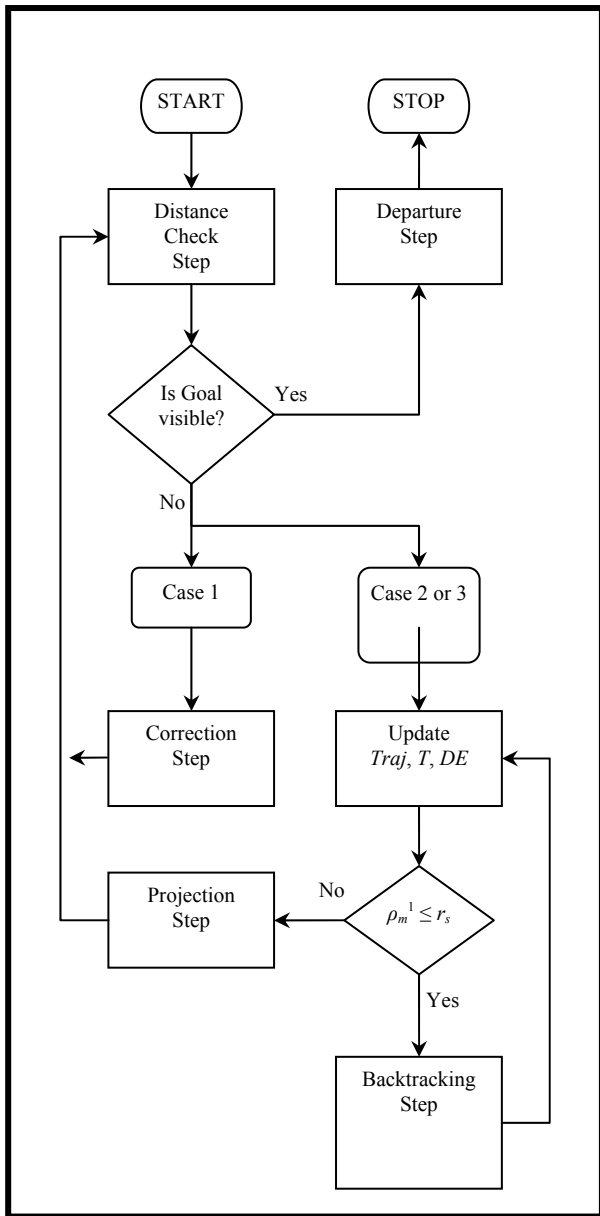 START
STOP
Distance
Check
Step
Departure
Step
Is Goal
visible?
Yes
No
Case 1
Case 2 or 3
Correction
Step
Update
Traj, T, DE
Projection
Step
No
ρₘ¹ ≤ rₛ
Yes
Backtracking
Step